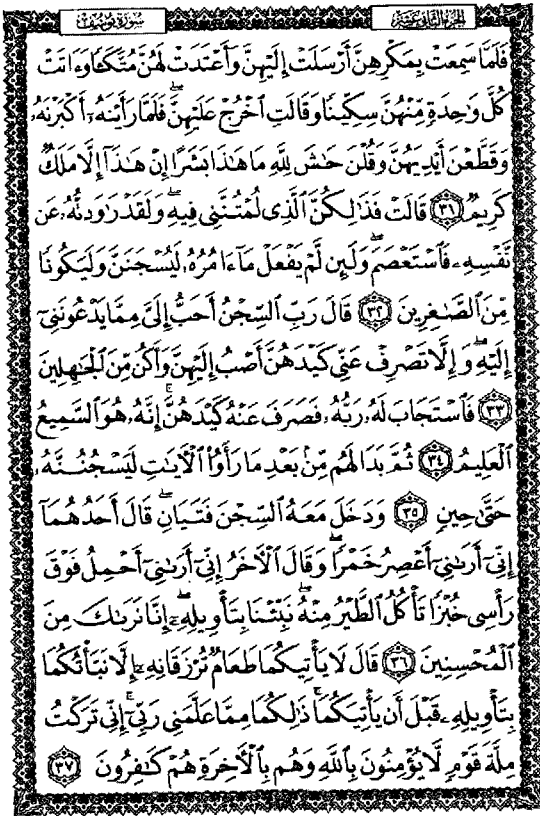 الجزء الثانى عشر
سورة يوسف
فَلَمَّا سَمِعَتْ بِمَكْرِهِنَّ أَرْسَلَتْ إِلَيْهِنَّ وَأَعْتَدَتْ لَهُنَّ مُتَّكَـًٔا وَءَاتَتْ
كُلَّ وَٰحِدَةٍ مِّنْهُنَّ سِكِّينًا وَقَالَتِ ٱخْرُجْ عَلَيْهِنَّ ۖ فَلَمَّا رَأَيْنَهُۥٓ أَكْبَرْنَهُۥ
وَقَطَّعْنَ أَيْدِيَهُنَّ وَقُلْنَ حَـٰشَ لِلَّهِ مَا هَـٰذَا بَشَرًا إِنْ هَـٰذَآ إِلَّا مَلَكٌ
كَرِيمٌ ٣١ قَالَتْ فَذَٰلِكُنَّ ٱلَّذِى لُمْتُنَّنِى فِيهِ ۖ وَلَقَدْ رَٰوَدتُّهُۥ عَن
نَّفْسِهِۦ فَٱسْتَعْصَمَ ۖ وَلَئِن لَّمْ يَفْعَلْ مَآ ءَامُرُهُۥ لَيُسْجَنَنَّ وَلَيَكُونًا
مِّنَ ٱلصَّـٰغِرِينَ ٣٢ قَالَ رَبِّ ٱلسِّجْنُ أَحَبُّ إِلَىَّ مِمَّا يَدْعُونَنِىٓ
إِلَيْهِ ۖ وَإِلَّا تَصْرِفْ عَنِّى كَيْدَهُنَّ أَصْبُ إِلَيْهِنَّ وَأَكُن مِّنَ ٱلْجَـٰهِلِينَ
٣٣ فَٱسْتَجَابَ لَهُۥ رَبُّهُۥ فَصَرَفَ عَنْهُ كَيْدَهُنَّ ۚ إِنَّهُۥ هُوَ ٱلسَّمِيعُ
ٱلْعَلِيمُ ٣٤ ثُمَّ بَدَا لَهُم مِّنۢ بَعْدِ مَا رَأَوُا۟ ٱلْـَٔايَـٰتِ لَيَسْجُنُنَّهُۥ
حَتَّىٰ حِينٍ ٣٥ وَدَخَلَ مَعَهُ ٱلسِّجْنَ فَتَيَانِ ۖ قَالَ أَحَدُهُمَآ
إِنِّىٓ أَرَىٰنِىٓ أَعْصِرُ خَمْرًا ۖ وَقَالَ ٱلْـَٔاخَرُ إِنِّىٓ أَرَىٰنِىٓ أَحْمِلُ فَوْقَ
رَأْسِى خُبْزًا تَأْكُلُ ٱلطَّيْرُ مِنْهُ ۖ نَبِّئْنَا بِتَأْوِيلِهِۦٓ ۖ إِنَّا نَرَىٰكَ مِنَ
ٱلْمُحْسِنِينَ ٣٦ قَالَ لَا يَأْتِيكُمَا طَعَامٌ تُرْزَقَانِهِۦٓ إِلَّا نَبَّأْتُكُمَا
بِتَأْوِيلِهِۦ قَبْلَ أَن يَأْتِيَكُمَا ۚ ذَٰلِكُمَا مِمَّا عَلَّمَنِى رَبِّىٓ ۚ إِنِّى تَرَكْتُ
مِلَّةَ قَوْمٍ لَّا يُؤْمِنُونَ بِٱللَّهِ وَهُم بِٱلْـَٔاخِرَةِ هُمْ كَـٰفِرُونَ ٣٧